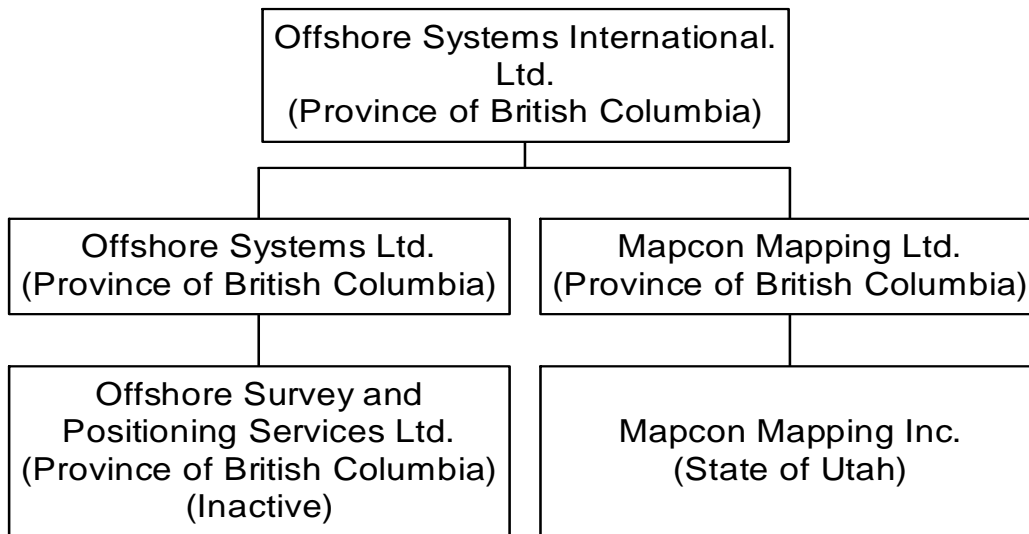 Offshore Systems International.
Ltd.
(Province of British Columbia)
Offshore Systems Ltd.
(Province of British Columbia)
Mapcon Mapping Ltd.
(Province of British Columbia)
Offshore Survey and
Positioning Services Ltd.
(Province of British Columbia)
(Inactive)
Mapcon Mapping Inc.
(State of Utah)